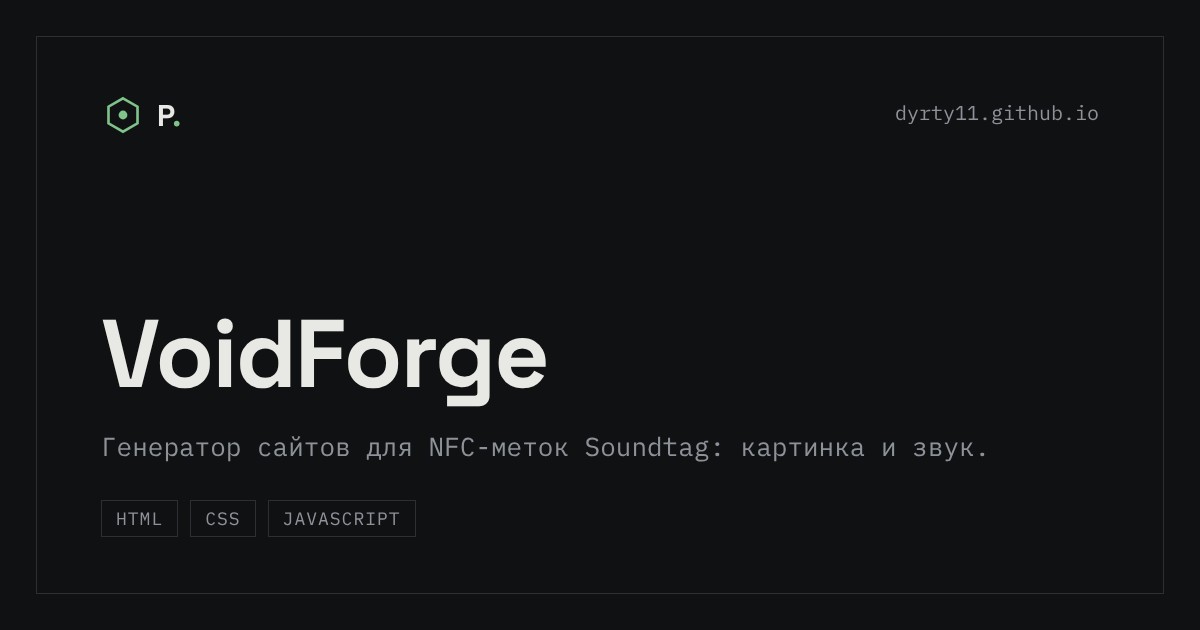 P.
dyrty11.github.io
VoidForge
Генератор сайтов для NFC-меток Soundtag: картинка и звук.
HTML
CSS
JAVASCRIPT